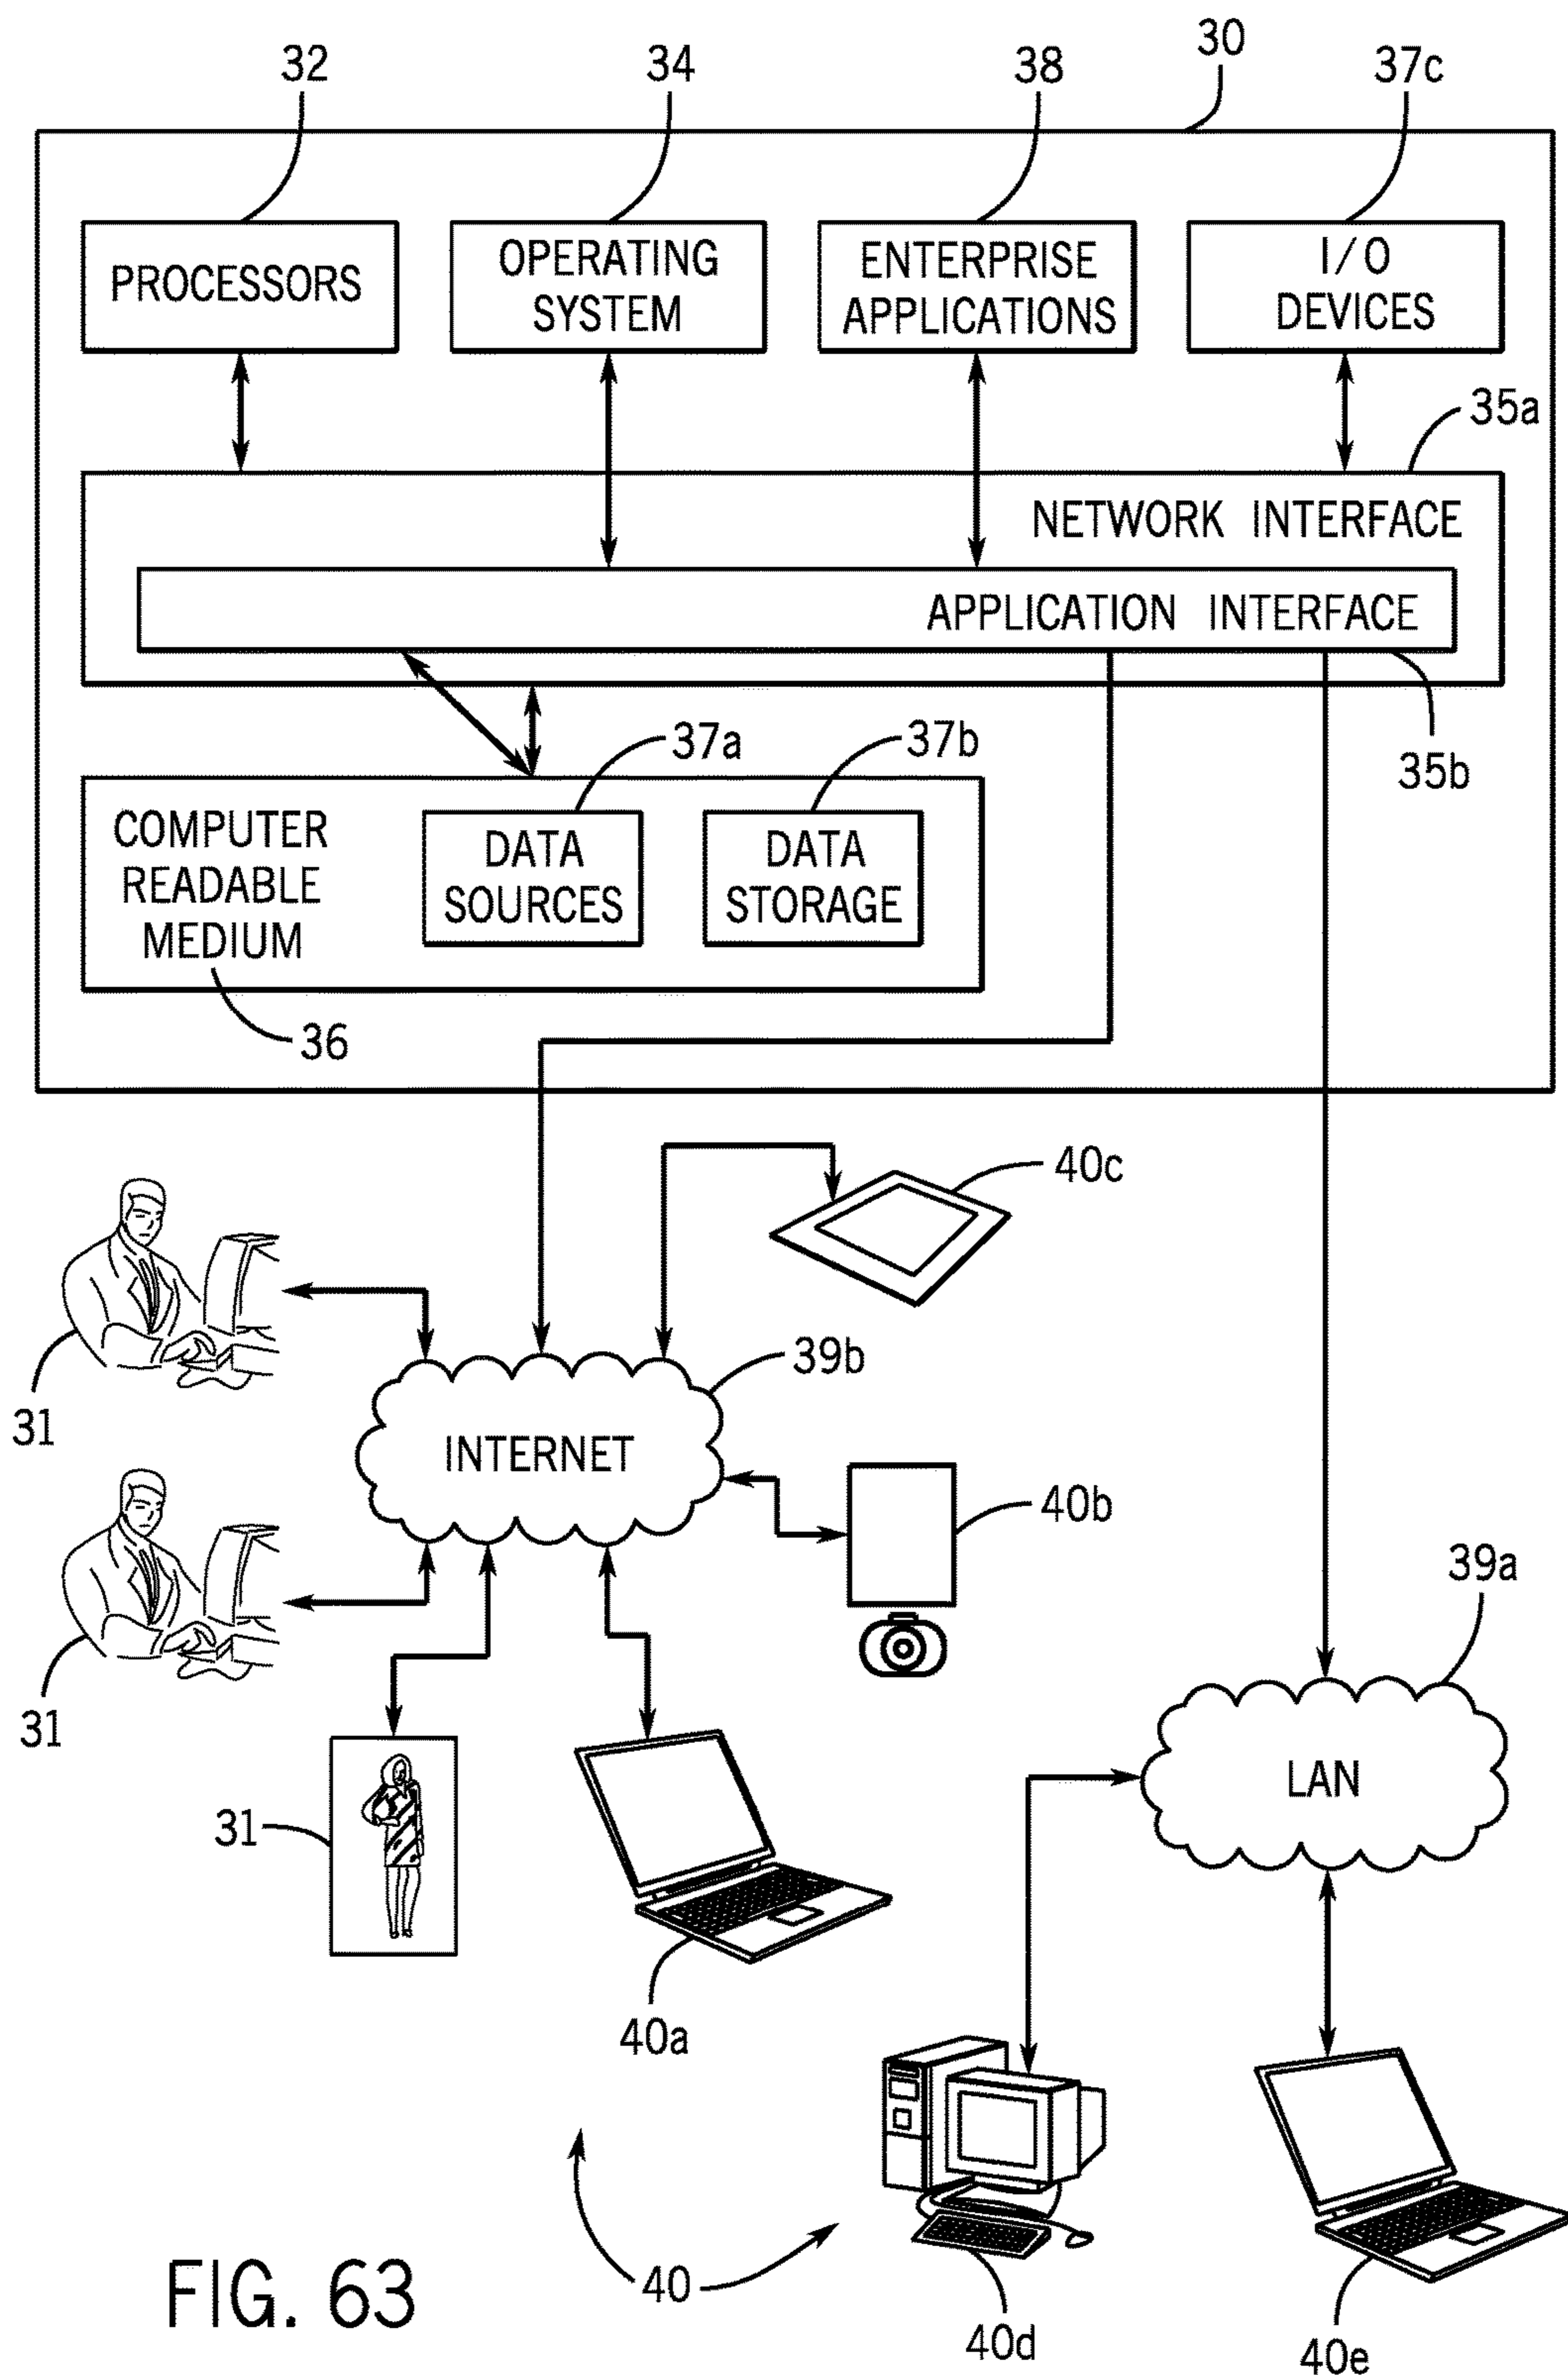 30
32
34
38
37c
PROCESSORS
OPERATING
SYSTEM
ENTERPRISE
APPLICATIONS
I/O
DEVICES
35a
NETWORK INTERFACE
APPLICATION INTERFACE
35b
37a
37b
COMPUTER
READABLE
MEDIUM
DATA
SOURCES
DATA
STORAGE
36
40c
31
39b
INTERNET
40b
39a
31
LAN
31
40a
40
40d
40e
FIG. 63